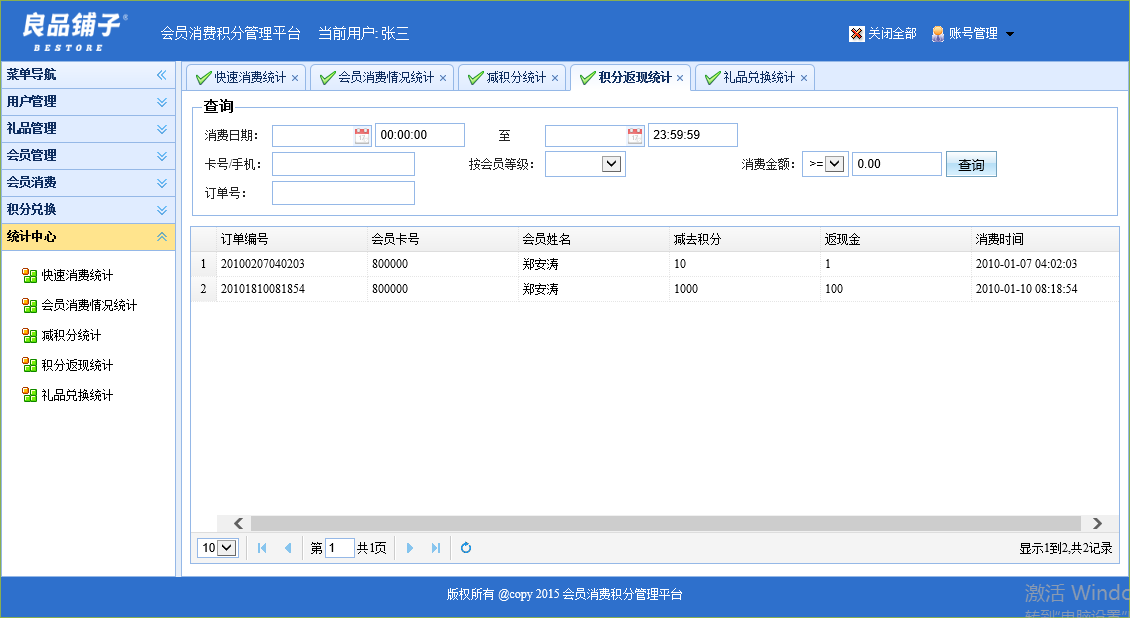 良品铺子®
BESTORE
会员消费积分管理平台 当前用户: 张三 关闭全部 账号管理
菜单导航
用户管理
礼品管理
会员管理
会员消费
积分兑换
统计中心
快速消费统计
会员消费情况统计
减积分统计
积分返现统计
礼品兑换统计
快速消费统计 × 会员消费情况统计 × 减积分统计 × 积分返现统计 × 礼品兑换统计 ×
查询
消费日期: 00:00:00 至 23:59:59
卡号/手机: 按会员等级: 消费金额: >= 0.00 查询
订单号:
订单编号 会员卡号 会员姓名 减去积分 返现金 消费时间
1 20100207040203 800000 郑安涛 10 1 2010-01-07 04:02:03
2 20101810081854 800000 郑安涛 1000 100 2010-01-10 08:18:54
10 第 1 共1页 显示1到2,共2记录
版权所有 @copy 2015 会员消费积分管理平台
激活 Windo
转到"电脑设置"